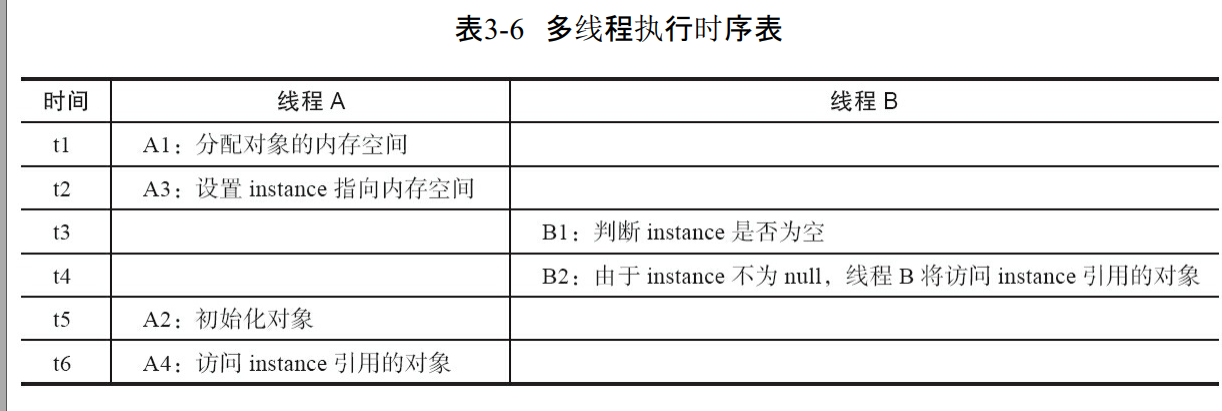 表3-6 多线程执行时序表
时间 线程 A 线程 B
t1 A1：分配对象的内存空间
t2 A3：设置 instance 指向内存空间
t3 B1：判断 instance 是否为空
t4 B2：由于 instance 不为 null，线程 B 将访问 instance 引用的对象
t5 A2：初始化对象
t6 A4：访问 instance 引用的对象